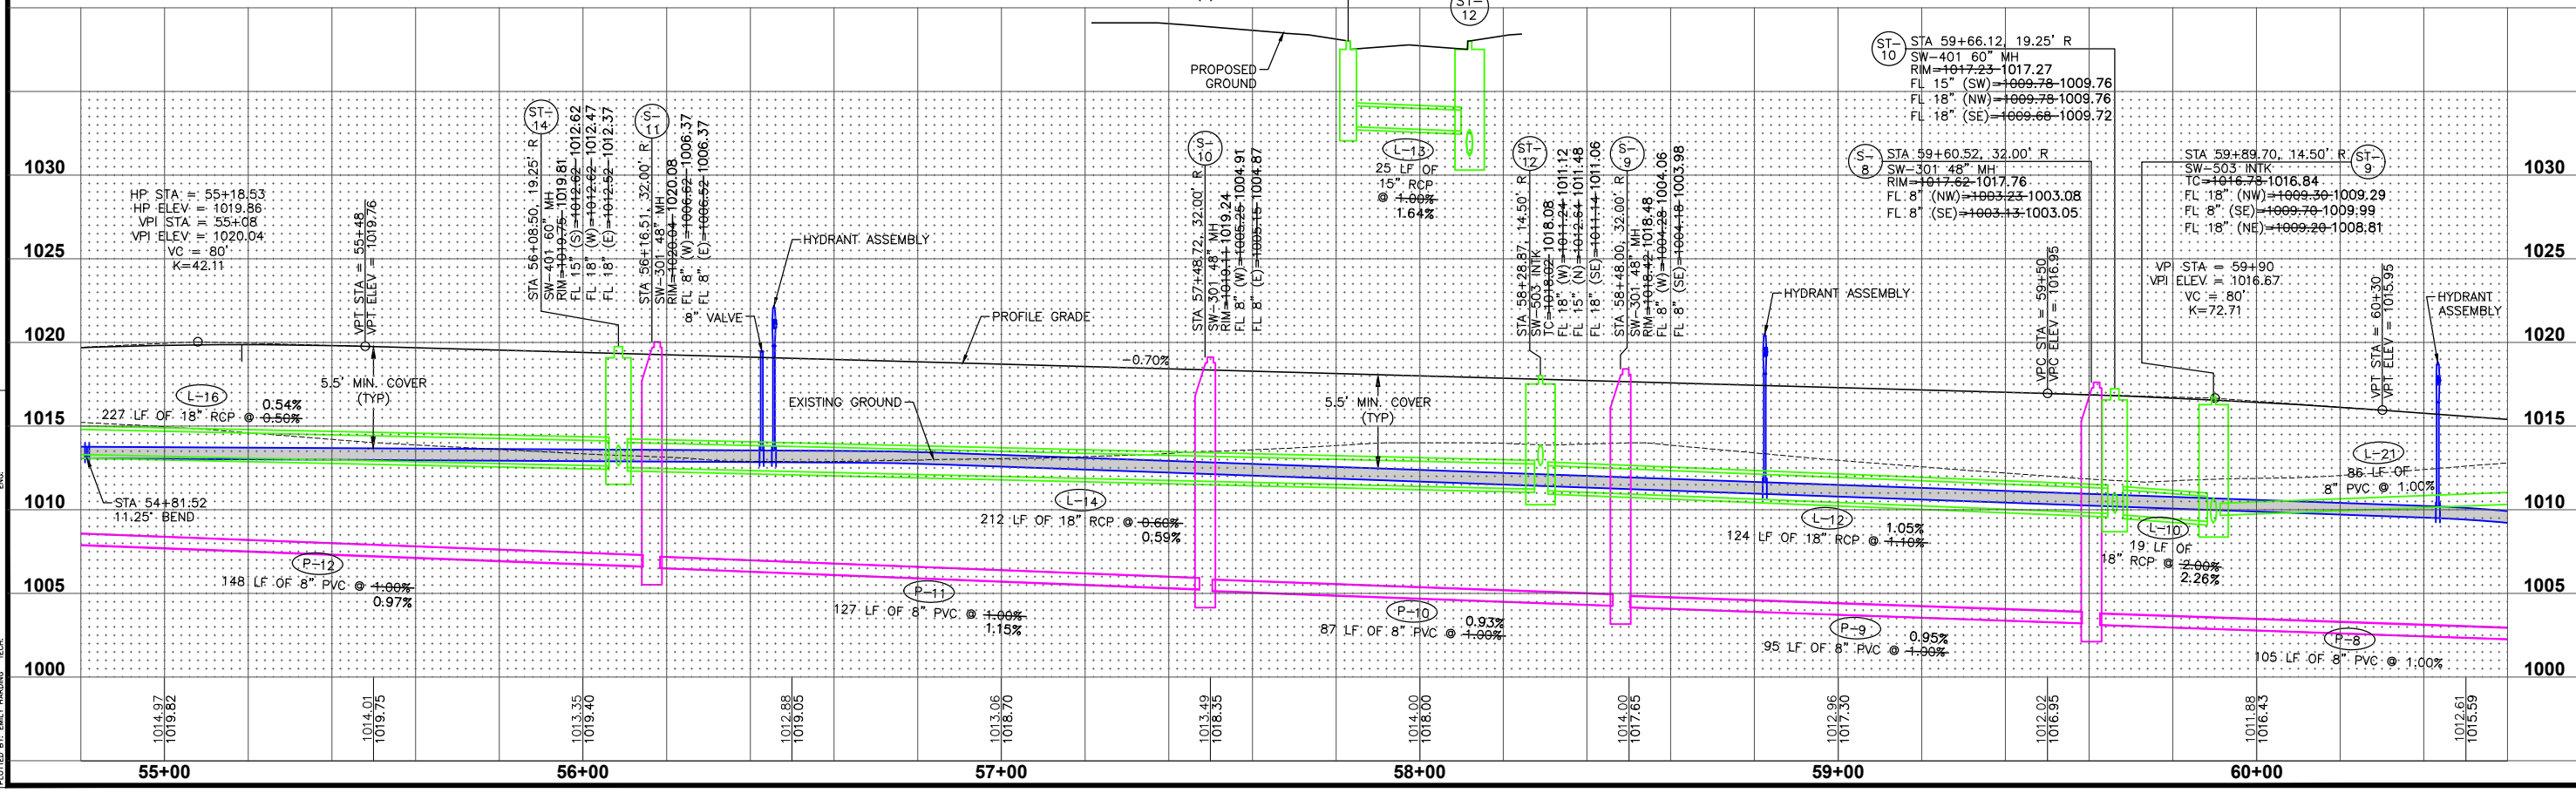 ST-
12
PROPOSED
GROUND
ST-
10
STA 59+66.12, 19.25' R
SW-401 60" MH
RIM=1017.23 1017.27
FL 15" (SW)=1009.78 1009.76
FL 18" (NW)=1009.78 1009.76
FL 18" (SE)=1009.68 1009.72
1030
1025
1020
1015
1010
1005
1000
HP STA = 55+18.53
HP ELEV = 1019.86
VPI STA = 55+08
VPI ELEV = 1020.04
VC = 80'
K=42.11
VPT STA = 55+48
VPT ELEV = 1019.76
ST-
14
STA 56+08.50, 19.25' R
SW-401 60" MH
RIM=1019.75 1019.81
FL 15" (S)=1012.62 1012.62
FL 18" (W)=1012.62 1012.47
FL 18" (E)=1012.52 1012.37
S-
11
STA 56+16.51, 32.00' R
SW-301 48" MH
RIM=1020.04 1020.08
FL 8" (W)=1006.62 1006.37
FL 8" (E)=1006.52 1006.37
HYDRANT ASSEMBLY
8" VALVE
PROFILE GRADE
-0.70%
S-
10
STA 57+48.72, 32.00' R
SW-301 48" MH
RIM=1019.11 1019.24
FL 8" (W)=1005.25 1004.91
FL 8" (E)=1005.15 1004.87
L-13
25 LF OF
15" RCP
@ 1.00%
1.64%
ST-
12
STA 58+28.87, 14.50' R
SW-503 INTK
TC=1018.02 1018.08
FL 18" (W)=1011.24 1011.12
FL 15" (N)=1012.64 1011.48
FL 18" (SE)=1011.14 1011.06
S-
9
STA 58+48.00, 32.00' R
SW-301 48" MH
RIM=1018.42 1018.48
FL 8" (W)=1004.28 1004.06
FL 8" (SE)=1004.18 1003.98
S-
8
STA 59+60.52, 32.00' R
SW-301 48" MH
RIM=1017.62 1017.76
FL 8" (NW)=1003.23 1003.08
FL 8" (SE)=1003.13 1003.05
STA 59+89.70, 14.50' R
ST-
9
SW-503 INTK
TC=1016.78 1016.84
FL 18" (NW)=1009.30 1009.29
FL 8" (SE)=1009.70 1009.99
FL 18" (NE)=1009.20 1008.81
VPI STA = 59+90
VPI ELEV = 1016.67
VC = 80'
K=72.71
VPC STA = 59+50
VPC ELEV = 1016.95
VPT STA = 60+30
VPT ELEV = 1015.95
HYDRANT ASSEMBLY
HYDRANT
ASSEMBLY
1030
1025
1020
1015
1010
1005
1000
5.5' MIN. COVER
(TYP)
EXISTING GROUND
5.5' MIN. COVER
(TYP)
L-16
0.54%
227 LF OF 18" RCP @ 0.50%
STA 54+81.52
11.25° BEND
L-14
212 LF OF 18" RCP @ 0.60%
0.59%
L-12
1.05%
124 LF OF 18" RCP @ 1.10%
L-10
19 LF OF
18" RCP @ 2.00%
2.26%
L-21
86 LF OF
8" PVC @ 1.00%
P-12
148 LF OF 8" PVC @ 1.00%
0.97%
P-11
127 LF OF 8" PVC @ 1.00%
1.15%
P-10
0.93%
87 LF OF 8" PVC @ 1.00%
P-9
0.95%
95 LF OF 8" PVC @ 1.00%
P-8
105 LF OF 8" PVC @ 1.00%
1014.97
1019.82
1014.01
1019.75
1013.35
1019.40
1012.88
1019.05
1013.06
1018.70
1013.49
1018.35
1014.00
1018.00
1014.00
1017.65
1012.96
1017.30
1012.02
1016.95
1011.88
1016.43
1012.61
1015.59
55+00
56+00
57+00
58+00
59+00
60+00
ENG:
PLOTTED BY: EMILY HARDING
TECH: